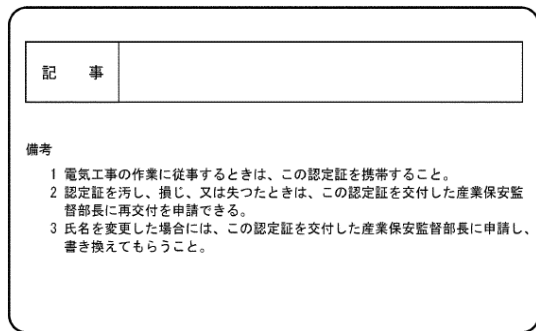 記　事
備考
1 電気工事の作業に従事するときは、この認定証を携帯すること。
2 認定証を汚し、損じ、又は失つたときは、この認定証を交付した産業保安監
督部長に再交付を申請できる。
3 氏名を変更した場合には、この認定証を交付した産業保安監督部長に申請し、
書き換えてもらうこと。